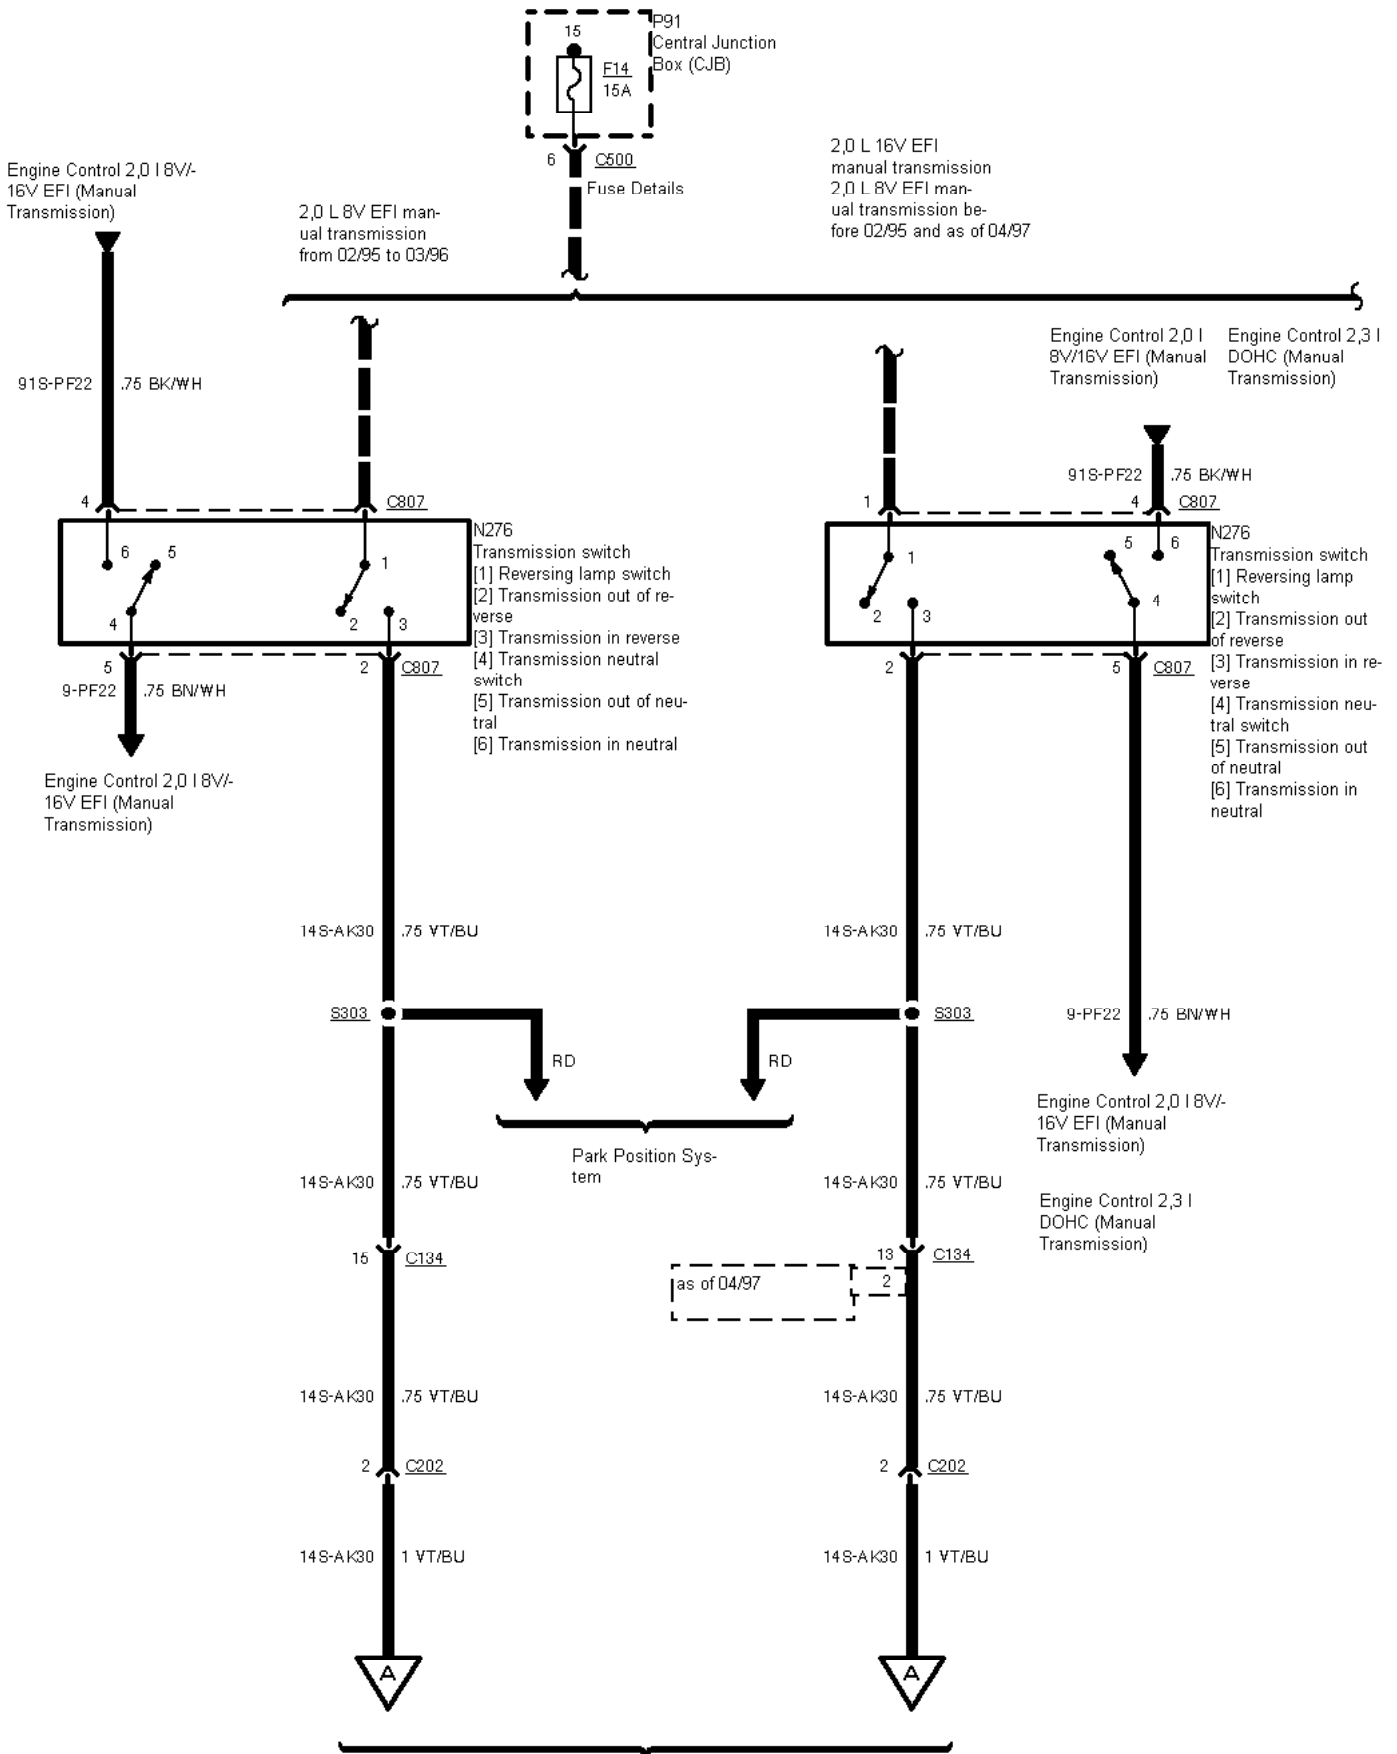 15
F14
15A
P91
Central Junction
Box (CJB)
6
C500
Fuse Details
Engine Control 2,0 l 8V/-
16V EFI (Manual
Transmission)
2,0 L 8V EFI man-
ual transmission
from 02/95 to 03/96
2,0 L 16V EFI
manual transmission
2,0 L 8V EFI man-
ual transmission be-
fore 02/95 and as of 04/97
Engine Control 2,0 l
8V/16V EFI (Manual
Transmission)
Engine Control 2,3 l
DOHC (Manual
Transmission)
91S-PF22
.75 BK/WH
91S-PF22
.75 BK/WH
4
C807
1
4
C807
6
5
1
4
2
3
N276
Transmission switch
[1] Reversing lamp switch
[2] Transmission out of re-
verse
[3] Transmission in reverse
[4] Transmission neutral
switch
[5] Transmission out of neu-
tral
[6] Transmission in neutral
1
5
6
2
3
4
N276
Transmission switch
[1] Reversing lamp
switch
[2] Transmission out
of reverse
[3] Transmission in re-
verse
[4] Transmission neu-
tral switch
[5] Transmission out
of neutral
[6] Transmission in
neutral
5
2
C807
2
5
C807
9-PF22
.75 BN/WH
Engine Control 2,0 l 8V/-
16V EFI (Manual
Transmission)
14S-AK30
.75 VT/BU
14S-AK30
.75 VT/BU
S303
S303
9-PF22
.75 BN/WH
RD
RD
Park Position Sys-
tem
Engine Control 2,0 l 8V/-
16V EFI (Manual
Transmission)
14S-AK30
.75 VT/BU
14S-AK30
.75 VT/BU
Engine Control 2,3 l
DOHC (Manual
Transmission)
15
C134
13
C134
as of 04/97
2
14S-AK30
.75 VT/BU
14S-AK30
.75 VT/BU
2
C202
2
C202
14S-AK30
1 VT/BU
14S-AK30
1 VT/BU
A
A